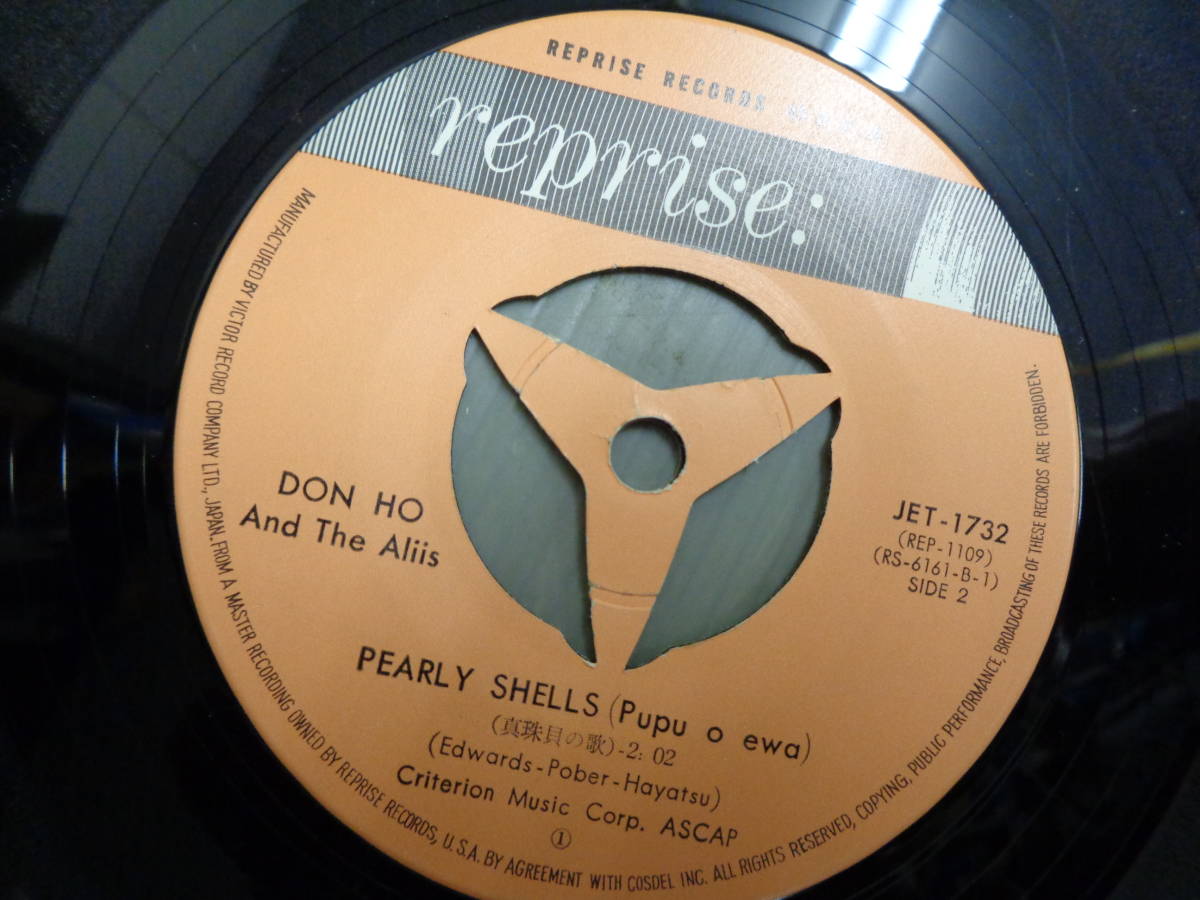 REPRISE RECORDS
reprise:
DON HO
And The Aliis
JET-1732
(REP-1109)
(RS-6161-B-1)
SIDE 2
PEARLY SHELLS (Pupu o ewa)
(真珠貝の歌)-2: 02
(Edwards-Pober-Hayatsu)
Criterion Music Corp. ASCAP
①
MANUFACTURED BY VICTOR RECORD COMPANY LTD., JAPAN. FROM A MASTER RECORDING OWNED BY REPRISE RECORDS, U.S.A. BY AGREEMENT WITH COSDEL INC. ALL RIGHTS RESERVED, COPYING, PUBLIC PERFORMANCE, BROADCASTING OF THESE RECORDS ARE FORBIDDEN.